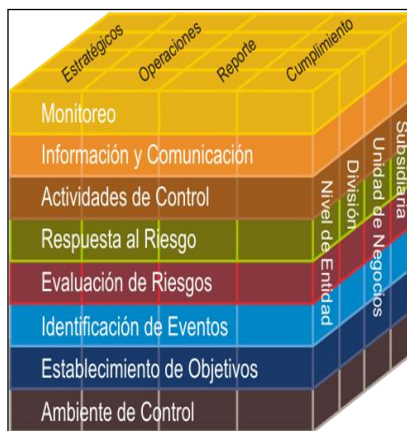 Estratégicos
Operaciones
Reporte
Cumplimiento
Monitoreo
Información y Comunicación
Actividades de Control
Respuesta al Riesgo
Evaluación de Riesgos
Identificación de Eventos
Establecimiento de Objetivos
Ambiente de Control
Nivel de Entidad
División
Unidad de Negocios
Subsidiaria